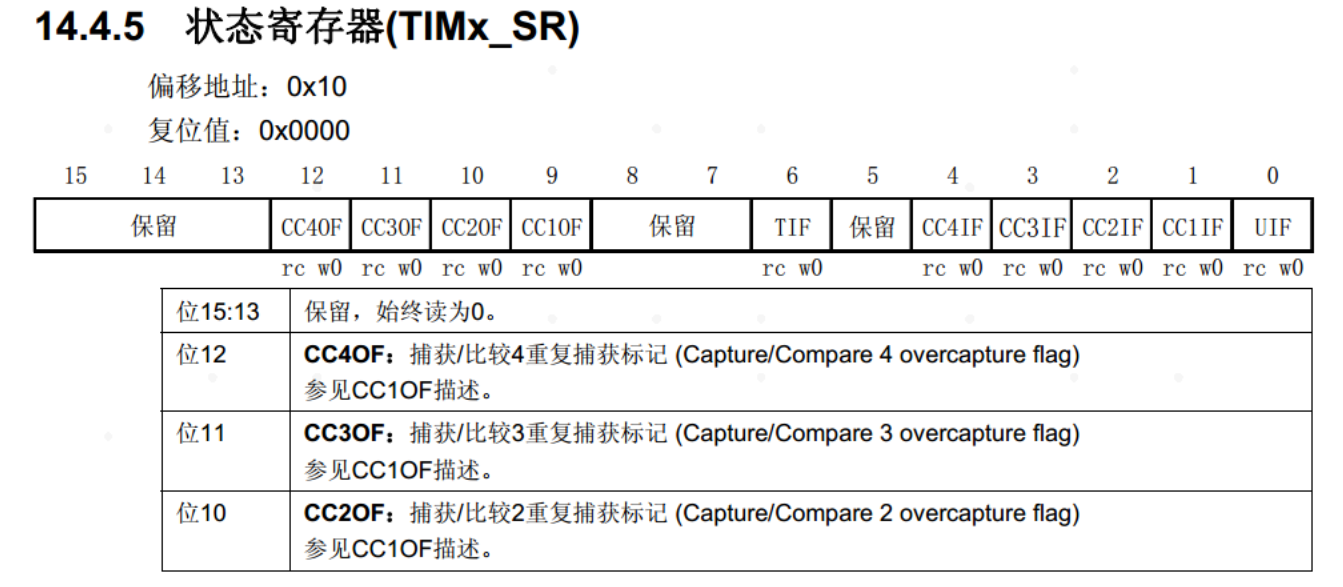 14.4.5 状态寄存器(TIMx_SR)
偏移地址：0x10
复位值：0x0000
15 14 13 12 11 10 9 8 7 6 5 4 3 2 1 0
保留 CC4OF CC3OF CC2OF CC1OF 保留 TIF 保留 CC4IF CC3IF CC2IF CC1IF UIF
rc w0 rc w0 rc w0 rc w0 rc w0 rc w0 rc w0 rc w0 rc w0 rc w0
位15:13 保留，始终读为0。
位12 CC4OF：捕获/比较4重复捕获标记 (Capture/Compare 4 overcapture flag)
参见CC1OF描述。
位11 CC3OF：捕获/比较3重复捕获标记 (Capture/Compare 3 overcapture flag)
参见CC1OF描述。
位10 CC2OF：捕获/比较2重复捕获标记 (Capture/Compare 2 overcapture flag)
参见CC1OF描述。